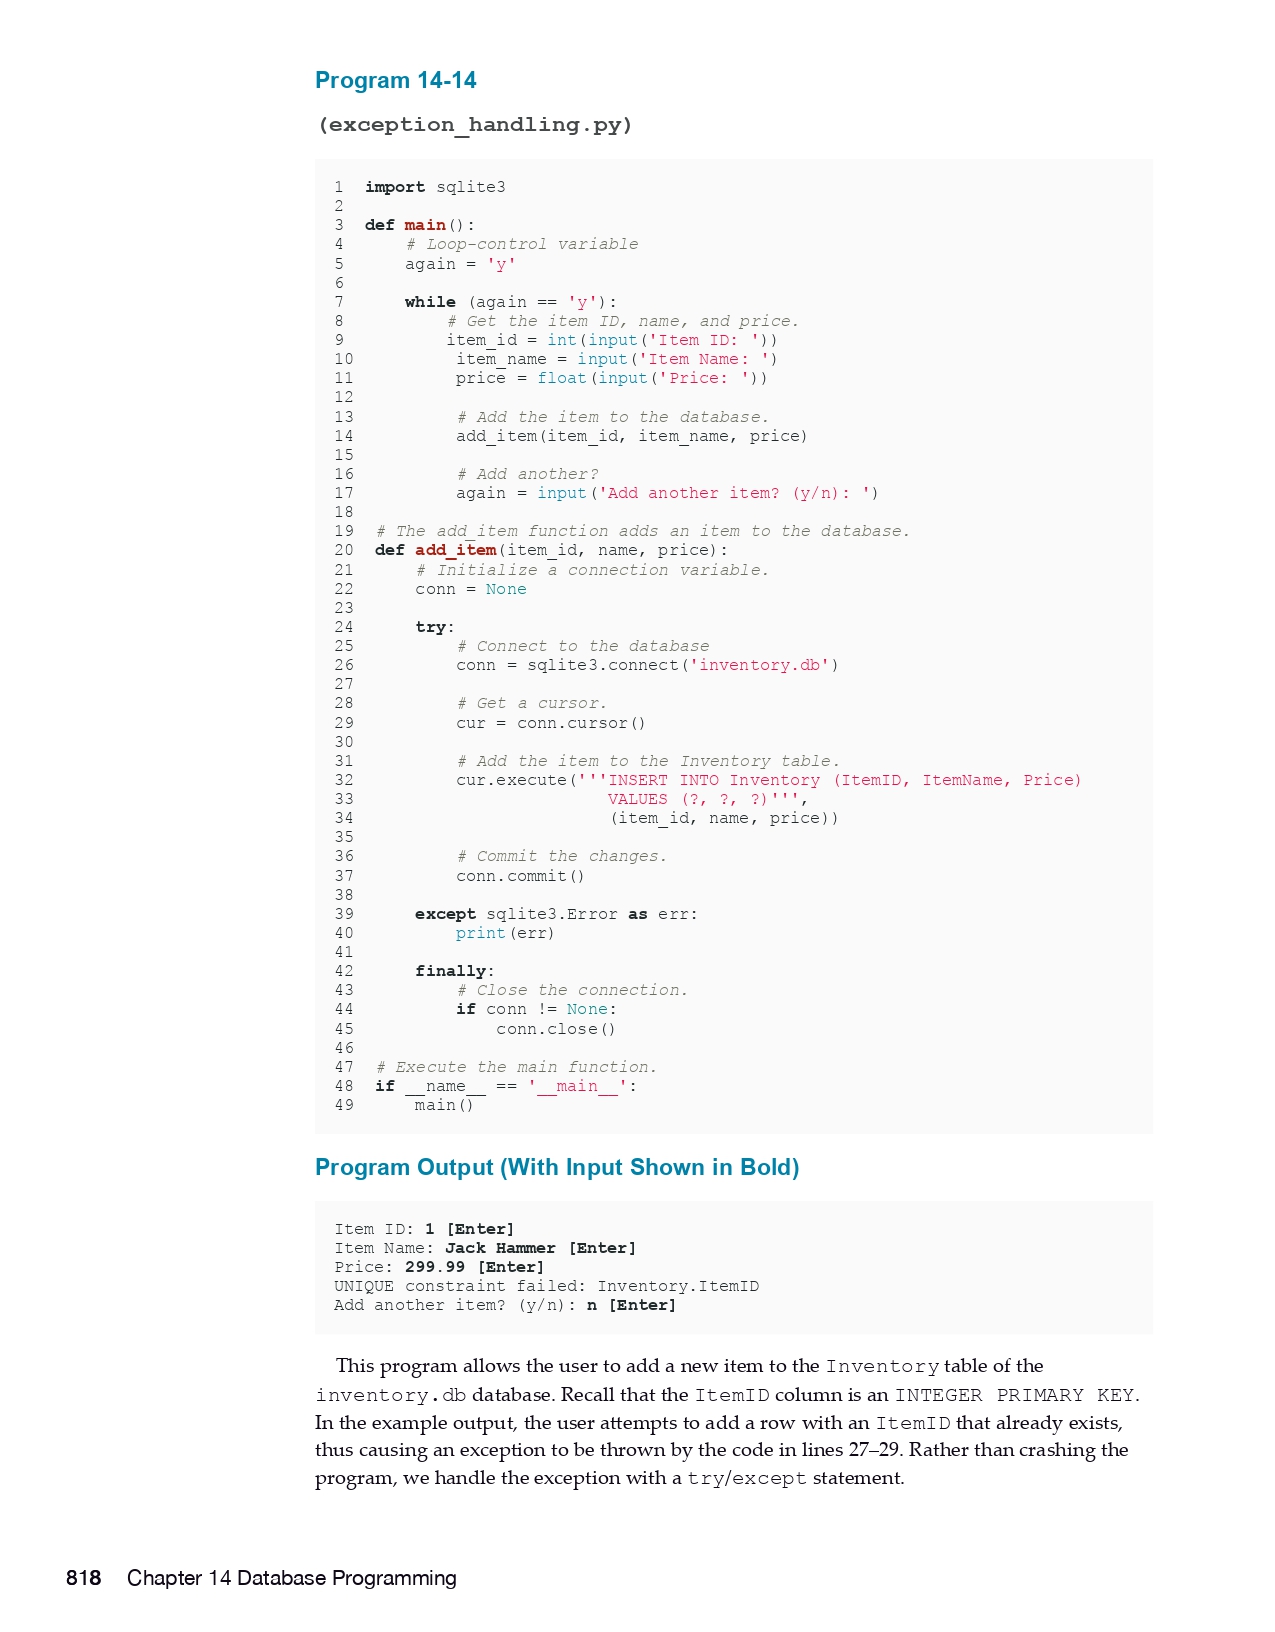 Program 14-14
(exception_handling.py)
1 import sqlite3
2
3 def main():
4     # Loop-control variable
5     again = 'y'
6
7     while (again == 'y'):
8         # Get the item ID, name, and price.
9         item_id = int(input('Item ID: '))
10         item_name = input('Item Name: ')
11         price = float(input('Price: '))
12
13         # Add the item to the database.
14         add_item(item_id, item_name, price)
15
16         # Add another?
17         again = input('Add another item? (y/n): ')
18
19 # The add_item function adds an item to the database.
20 def add_item(item_id, name, price):
21     # Initialize a connection variable.
22     conn = None
23
24     try:
25         # Connect to the database
26         conn = sqlite3.connect('inventory.db')
27
28         # Get a cursor.
29         cur = conn.cursor()
30
31         # Add the item to the Inventory table.
32         cur.execute('''INSERT INTO Inventory (ItemID, ItemName, Price)
33                        VALUES (?, ?, ?)''',
34                        (item_id, name, price))
35
36         # Commit the changes.
37         conn.commit()
38
39     except sqlite3.Error as err:
40         print(err)
41
42     finally:
43         # Close the connection.
44         if conn != None:
45             conn.close()
46
47 # Execute the main function.
48 if __name__ == '__main__':
49     main()
Program Output (With Input Shown in Bold)
Item ID: 1 [Enter]
Item Name: Jack Hammer [Enter]
Price: 299.99 [Enter]
UNIQUE constraint failed: Inventory.ItemID
Add another item? (y/n): n [Enter]
This program allows the user to add a new item to the Inventory table of the
inventory.db database. Recall that the ItemID column is an INTEGER PRIMARY KEY.
In the example output, the user attempts to add a row with an ItemID that already exists,
thus causing an exception to be thrown by the code in lines 27–29. Rather than crashing the
program, we handle the exception with a try/except statement.
818 Chapter 14 Database Programming